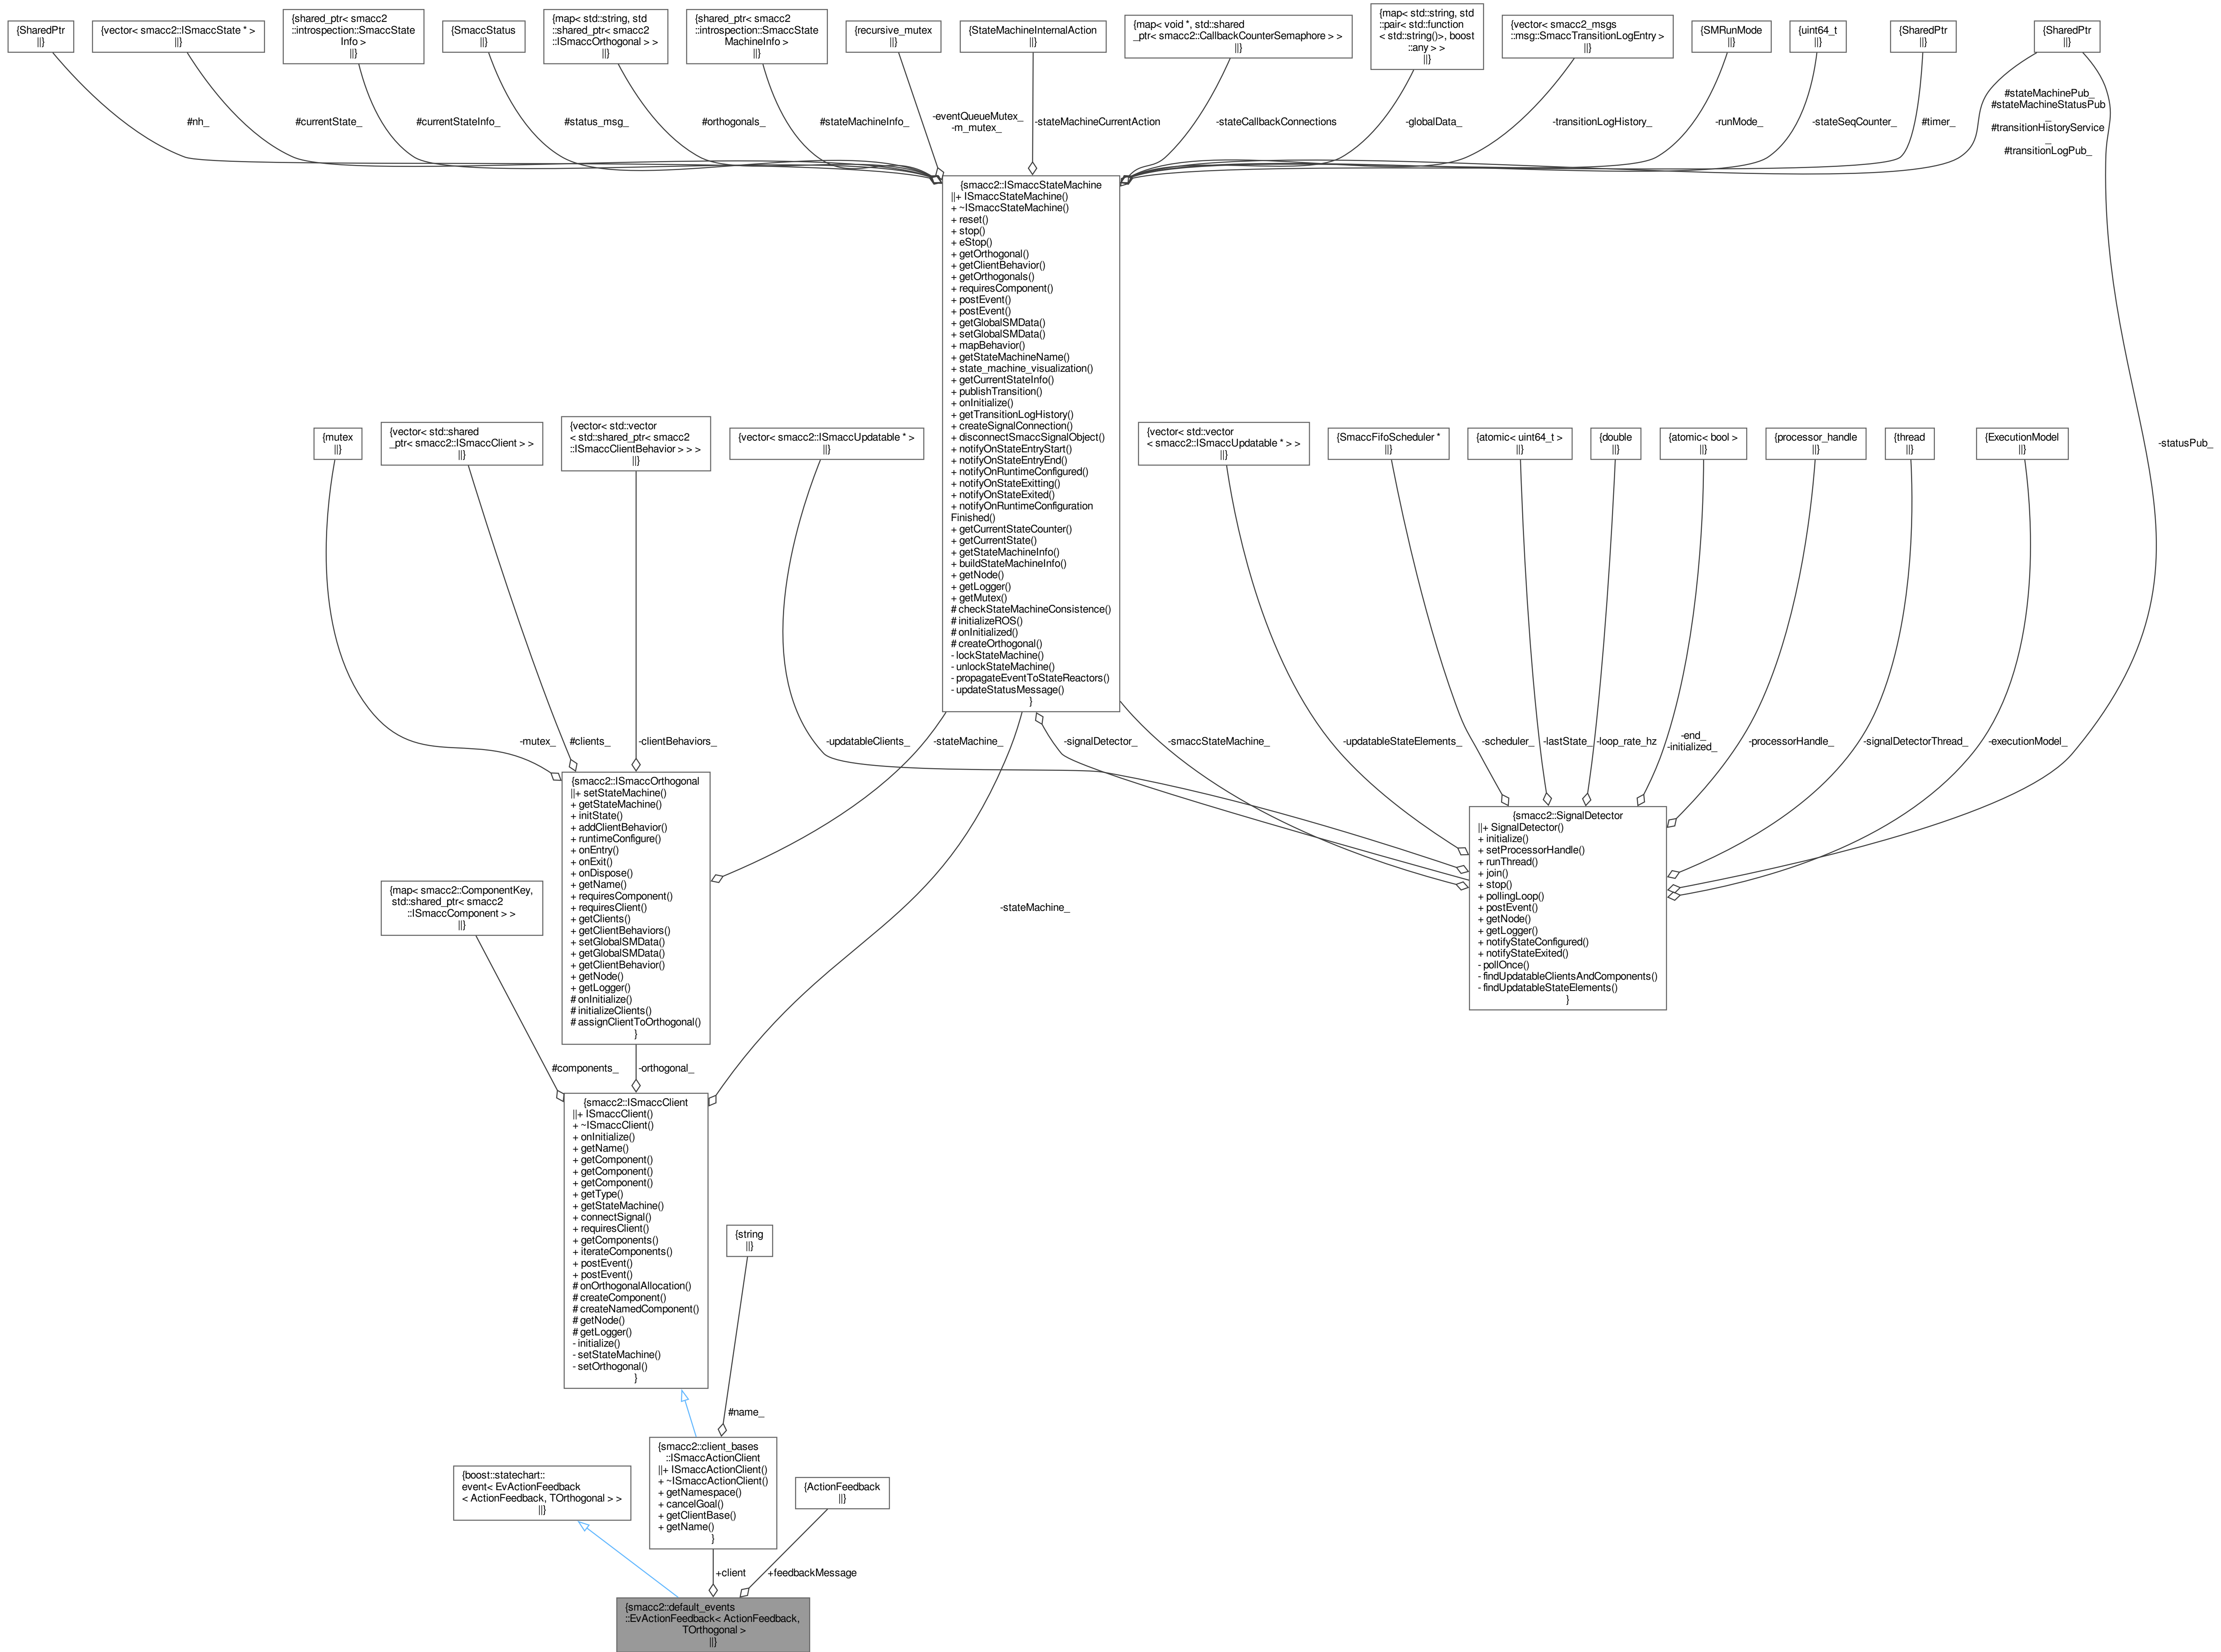 {SharedPtr
||}
{vector< smacc2::ISmaccState * >
||}
{shared_ptr< smacc2
::introspection::SmaccState
Info >
||}
{SmaccStatus
||}
{map< std::string, std
::shared_ptr< smacc2
::ISmaccOrthogonal > >
||}
{shared_ptr< smacc2
::introspection::SmaccState
MachineInfo >
||}
{recursive_mutex
||}
{StateMachineInternalAction
||}
{map< void *, std::shared
_ptr< smacc2::CallbackCounterSemaphore > >
||}
{map< std::string, std
::pair< std::function
< std::string()>, boost
::any > >
||}
{vector< smacc2_msgs
::msg::SmaccTransitionLogEntry >
||}
{SMRunMode
||}
{uint64_t
||}
{SharedPtr
||}
{SharedPtr
||}
#nh_
#currentState_
#currentStateInfo_
#status_msg_
#orthogonals_
#stateMachineInfo_
-eventQueueMutex_
-m_mutex_
-stateMachineCurrentAction
-stateCallbackConnections
-globalData_
-transitionLogHistory_
-runMode_
-stateSeqCounter_
#timer_
#stateMachinePub_
#stateMachineStatusPub
_
#transitionHistoryService
_
#transitionLogPub_
{smacc2::ISmaccStateMachine
||+ ISmaccStateMachine()
+ ~ISmaccStateMachine()
+ reset()
+ stop()
+ eStop()
+ getOrthogonal()
+ getClientBehavior()
+ getOrthogonals()
+ requiresComponent()
+ postEvent()
+ postEvent()
+ getGlobalSMData()
+ setGlobalSMData()
+ mapBehavior()
+ getStateMachineName()
+ state_machine_visualization()
+ getCurrentStateInfo()
+ publishTransition()
+ onInitialize()
+ getTransitionLogHistory()
+ createSignalConnection()
+ disconnectSmaccSignalObject()
+ notifyOnStateEntryStart()
+ notifyOnStateEntryEnd()
+ notifyOnRuntimeConfigured()
+ notifyOnStateExitting()
+ notifyOnStateExited()
+ notifyOnRuntimeConfiguration
Finished()
+ getCurrentStateCounter()
+ getCurrentState()
+ getStateMachineInfo()
+ buildStateMachineInfo()
+ getNode()
+ getLogger()
+ getMutex()
# checkStateMachineConsistence()
# initializeROS()
# onInitialized()
# createOrthogonal()
- lockStateMachine()
- unlockStateMachine()
- propagateEventToStateReactors()
- updateStatusMessage()
}
{mutex
||}
{vector< std::shared
_ptr< smacc2::ISmaccClient > >
||}
{vector< std::vector
< std::shared_ptr< smacc2
::ISmaccClientBehavior > > >
||}
{vector< smacc2::ISmaccUpdatable * >
||}
{vector< std::vector
< smacc2::ISmaccUpdatable * > >
||}
{SmaccFifoScheduler *
||}
{atomic< uint64_t >
||}
{double
||}
{atomic< bool >
||}
{processor_handle
||}
{thread
||}
{ExecutionModel
||}
-statusPub_
-mutex_
#clients_
-clientBehaviors_
-updatableClients_
-stateMachine_
-signalDetector_
-smaccStateMachine_
-updatableStateElements_
-scheduler_
-lastState_
-loop_rate_hz
-end_
-initialized_
-processorHandle_
-signalDetectorThread_
-executionModel_
{smacc2::ISmaccOrthogonal
||+ setStateMachine()
+ getStateMachine()
+ initState()
+ addClientBehavior()
+ runtimeConfigure()
+ onEntry()
+ onExit()
+ onDispose()
+ getName()
+ requiresComponent()
+ requiresClient()
+ getClients()
+ getClientBehaviors()
+ setGlobalSMData()
+ getGlobalSMData()
+ getClientBehavior()
+ getNode()
+ getLogger()
# onInitialize()
# initializeClients()
# assignClientToOrthogonal()
}
{smacc2::SignalDetector
||+ SignalDetector()
+ initialize()
+ setProcessorHandle()
+ runThread()
+ join()
+ stop()
+ pollingLoop()
+ postEvent()
+ getNode()
+ getLogger()
+ notifyStateConfigured()
+ notifyStateExited()
- pollOnce()
- findUpdatableClientsAndComponents()
- findUpdatableStateElements()
}
{map< smacc2::ComponentKey,
std::shared_ptr< smacc2
::ISmaccComponent > >
||}
-stateMachine_
#components_
-orthogonal_
{smacc2::ISmaccClient
||+ ISmaccClient()
+ ~ISmaccClient()
+ onInitialize()
+ getName()
+ getComponent()
+ getComponent()
+ getComponent()
+ getType()
+ getStateMachine()
+ connectSignal()
+ requiresClient()
+ getComponents()
+ iterateComponents()
+ postEvent()
+ postEvent()
# onOrthogonalAllocation()
# createComponent()
# createNamedComponent()
# getNode()
# getLogger()
- initialize()
- setStateMachine()
- setOrthogonal()
}
{string
||}
#name_
{smacc2::client_bases
::ISmaccActionClient
||+ ISmaccActionClient()
+ ~ISmaccActionClient()
+ getNamespace()
+ cancelGoal()
+ getClientBase()
+ getName()
}
{boost::statechart::
event< EvActionFeedback
< ActionFeedback, TOrthogonal > >
||}
{ActionFeedback
||}
+client
+feedbackMessage
{smacc2::default_events
::EvActionFeedback< ActionFeedback,
TOrthogonal >
||}